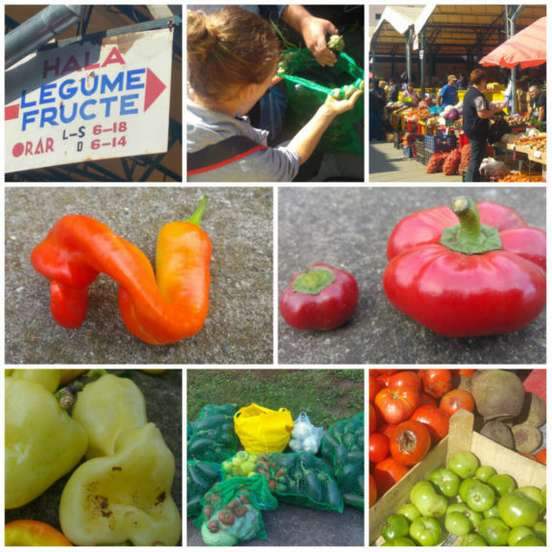 HALA
LEGUME
FRUCTE
ORAR L-S 6-18
D 6-14